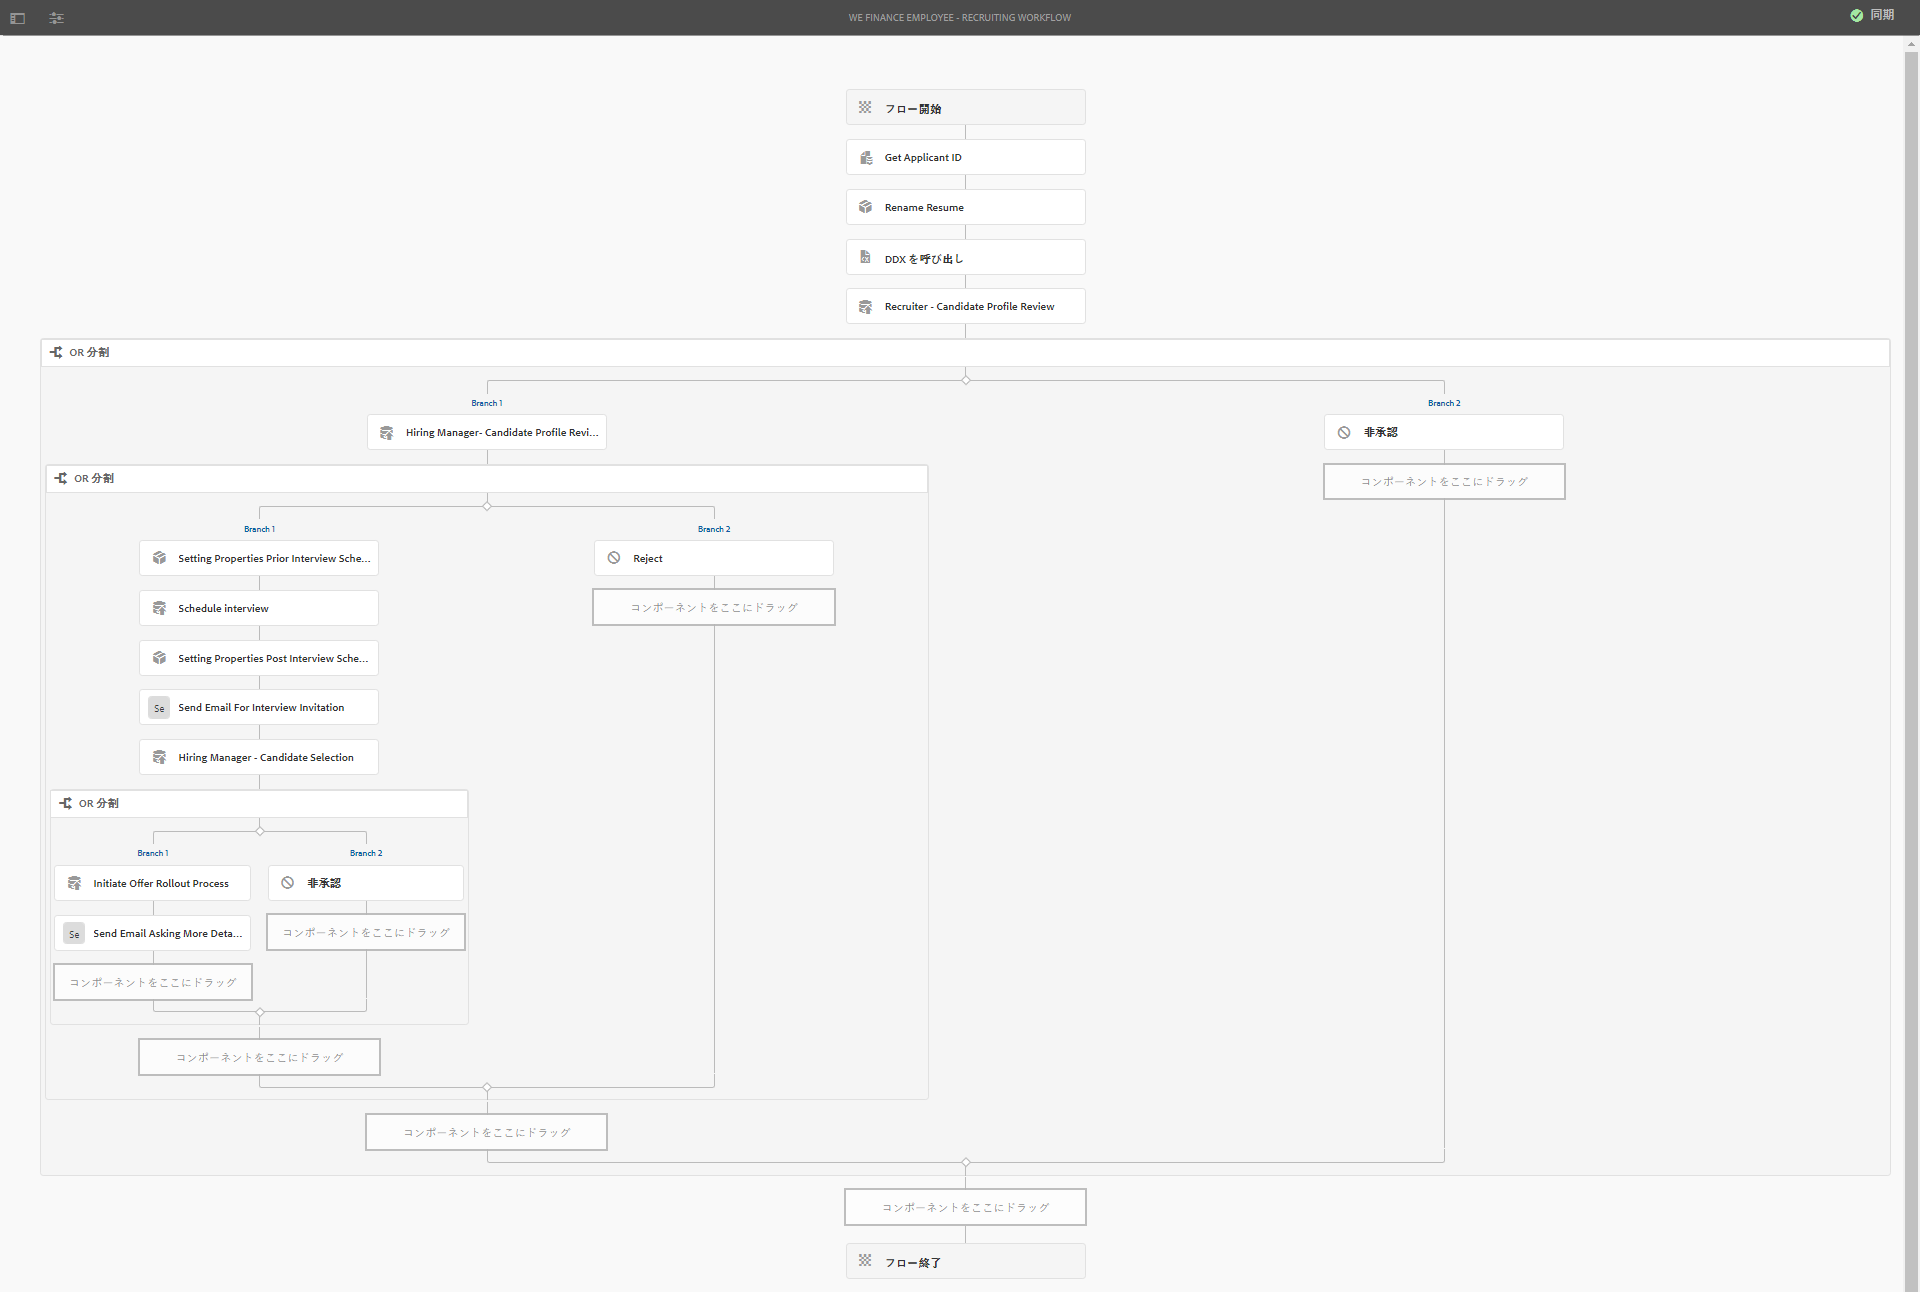 WE FINANCE EMPLOYEE - RECRUITING WORKFLOW
同期
フロー開始
Get Applicant ID
Rename Resume
DDX を呼び出し
Recruiter - Candidate Profile Review
OR 分割
Branch 1
Branch 2
Hiring Manager- Candidate Profile Revi...
非承認
コンポーネントをここにドラッグ
OR 分割
Branch 1
Branch 2
Setting Properties Prior Interview Sche...
Reject
Schedule interview
コンポーネントをここにドラッグ
Setting Properties Post Interview Sche...
Se Send Email For Interview Invitation
Hiring Manager - Candidate Selection
OR 分割
Branch 1
Branch 2
Initiate Offer Rollout Process
非承認
Se Send Email Asking More Deta...
コンポーネントをここにドラッグ
コンポーネントをここにドラッグ
コンポーネントをここにドラッグ
コンポーネントをここにドラッグ
コンポーネントをここにドラッグ
フロー終了